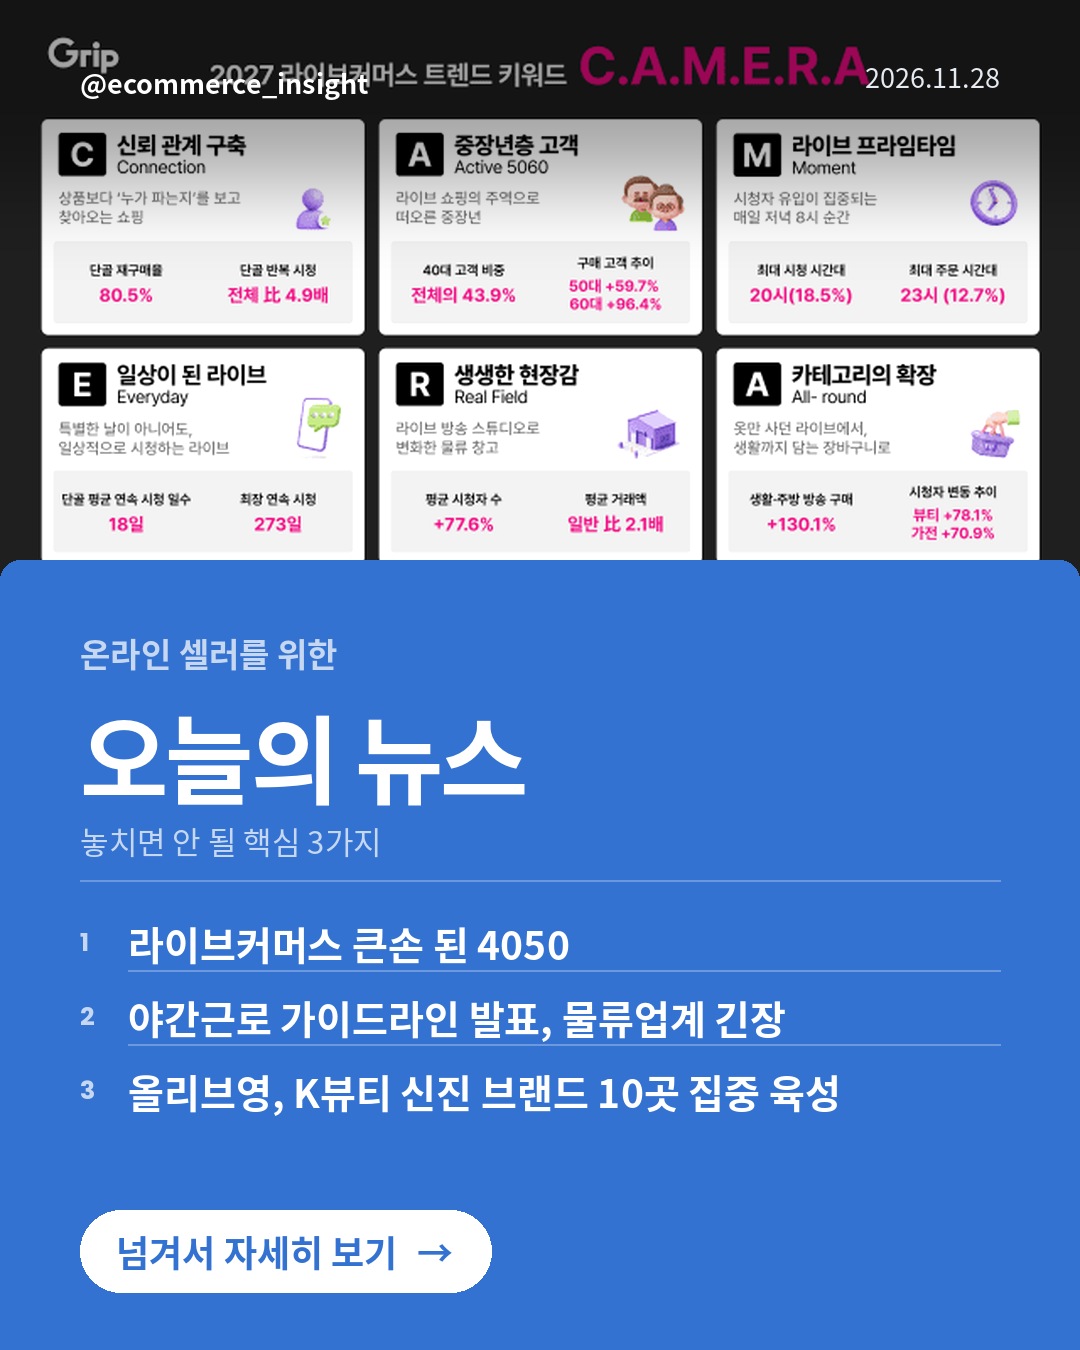 Grip
2027 라이브커머스 트렌드 키워드 C.A.M.E.R.A
@ecommerce_insight
2026.11.28
C
신뢰 관계 구축
Connection
상품보다 ‘누가 파는지’를 보고
찾아오는 쇼핑
단골 재구매율
80.5%
단골 반복 시청
전체 比 4.9배
A
중장년층 고객
Active 5060
라이브 쇼핑의 주역으로
떠오른 중장년
40대 고객 비중
전체의 43.9%
구매 고객 추이
50대 +59.7%
60대 +96.4%
M
라이브 프라임타임
Moment
시청자 유입이 집중되는
매일 저녁 8시 순간
최대 시청 시간대
20시(18.5%)
최대 주문 시간대
23시 (12.7%)
E
일상이 된 라이브
Everyday
특별한 날이 아니어도,
일상적으로 시청하는 라이브
단골 평균 연속 시청 일수
18일
최장 연속 시청
273일
R
생생한 현장감
Real Field
라이브 방송 스튜디오로
변화한 물류 창고
평균 시청자 수
+77.6%
평균 거래액
일반 比 2.1배
A
카테고리의 확장
All- round
옷만 사던 라이브에서,
생활까지 담는 장바구니로
생활·주방 방송 구매
+130.1%
시청자 변동 추이
뷰티 +78.1%
가전 +70.9%
온라인 셀러를 위한
오늘의 뉴스
놓치면 안 될 핵심 3가지
1 라이브커머스 큰손 된 4050
2 야간근로 가이드라인 발표, 물류업계 긴장
3 올리브영, K뷰티 신진 브랜드 10곳 집중 육성
넘겨서 자세히 보기 →